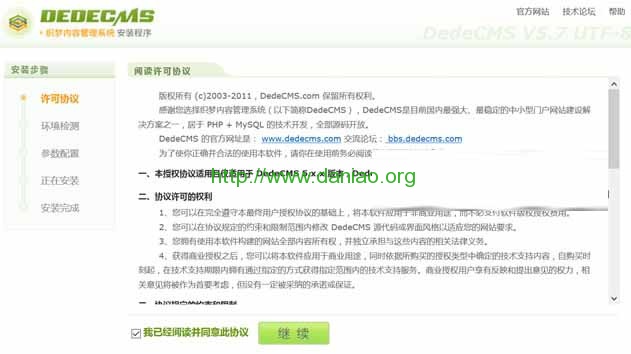 DEDECMS
织梦内容管理系统 安装程序
官方网站 技术论坛 帮助
DedeCMS V5.7 UTF-8
安装步骤
许可协议
环境检测
参数配置
正在安装
安装完成
阅读许可协议
版权所有 (c)2003-2011，DedeCMS.com 保留所有权利。
感谢您选择织梦内容管理系统（以下简称DedeCMS），DedeCMS是目前国内最强大、最稳定的中小型门户网站建设
解决方案之一，居于 PHP + MySQL 的技术开发，全部源码开放。
DedeCMS 的官方网址是： www.dedecms.com 交流论坛： bbs.dedecms.com
为了使你正确并合法的使用本软件，请你在使用前务必阅读
一、本授权协议适用且仅适用于 DedeCMS 5.x.x 版本，Dede
http://www.dahlao.org
二、协议许可的权利
1、您可以在完全遵守本最终用户授权协议的基础上，将本软件应用于非商业用途，而不必支付软件版权授权费用。
2、您可以在协议规定的约束和限制范围内修改 DedeCMS 源代码或界面风格以适应您的网站要求。
3、您拥有使用本软件构建的网站全部内容所有权，并独立承担与这些内容的相关法律义务。
4、获得商业授权之后，您可以将本软件应用于商业用途，同时依据所购买的授权类型中确定的技术支持内容，自购买时
刻起，在技术支持期限内拥有通过指定的方式获得指定范围内的技术支持服务。商业授权用户享有反映和提出意见的权力，相
关意见将被作为首要考虑，但没有一定被采纳的承诺或保证。
我已经阅读并同意此协议
继 续